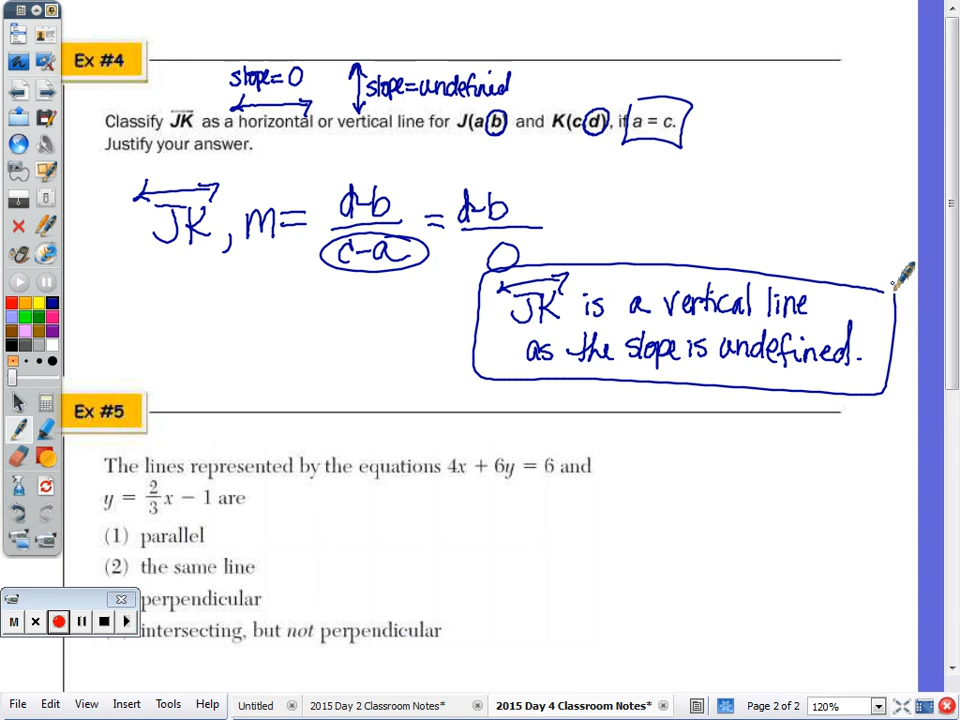 Ex #4
slope=0
slope=undefined
Classify JK as a horizontal or vertical line for J(a,b) and K(c,d), if a = c.
Justify your answer.
JK, m= d-b / c-a = d-b / 0
JK is a vertical line
as the slope is undefined.
Ex #5
The lines represented by the equations 4x + 6y = 6 and
y = 2/3 x − 1 are
(1) parallel
(2) the same line
perpendicular
intersecting, but not perpendicular
M
File Edit View Insert Tools Help Untitled 2015 Day 2 Classroom Notes* 2015 Day 4 Classroom Notes* Page 2 of 2 120%